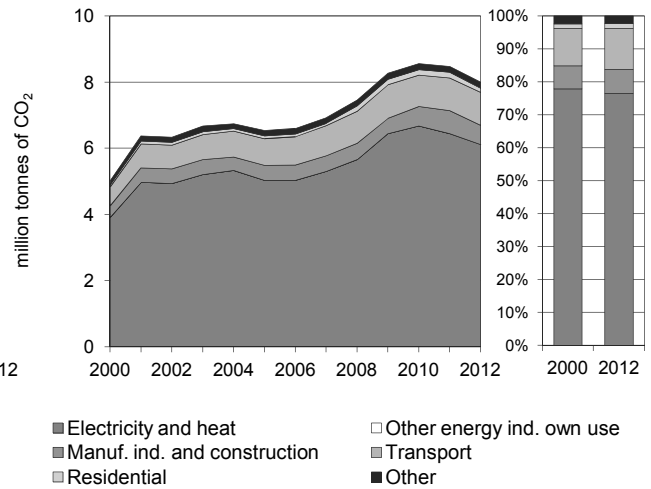 million tonnes of CO₂
10
8
6
4
2
0
2000 2002 2004 2006 2008 2010 2012
100%
90%
80%
70%
60%
50%
40%
30%
20%
10%
0%
2000 2012
12
Electricity and heat
Other energy ind. own use
Manuf. ind. and construction
Transport
Residential
Other